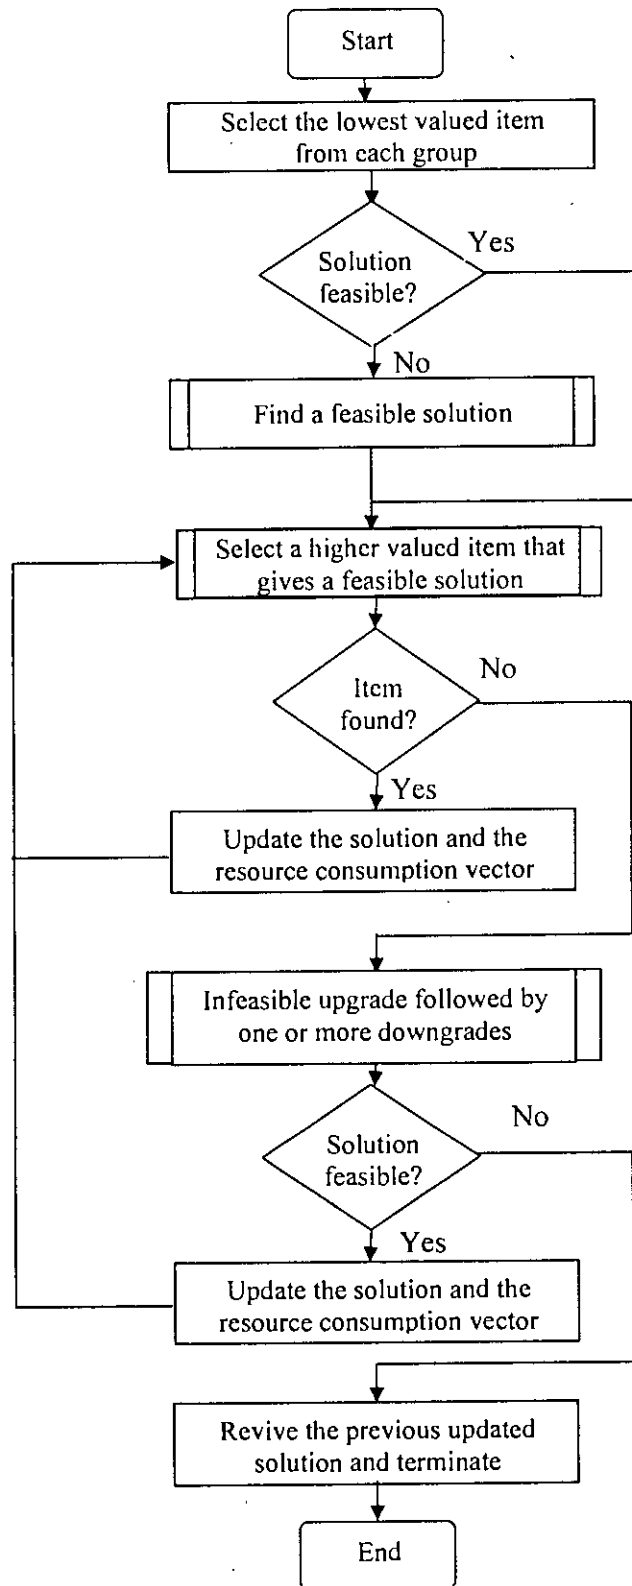 Start
Select the lowest valued item
from each group
Yes
Solution
feasible?
No
Find a feasible solution
Select a higher valued item that
gives a feasible solution
No
Item
found?
Yes
Update the solution and the
resource consumption vector
Infeasible upgrade followed by
one or more downgrades
No
Solution
feasible?
Yes
Update the solution and the
resource consumption vector
Revive the previous updated
solution and terminate
End